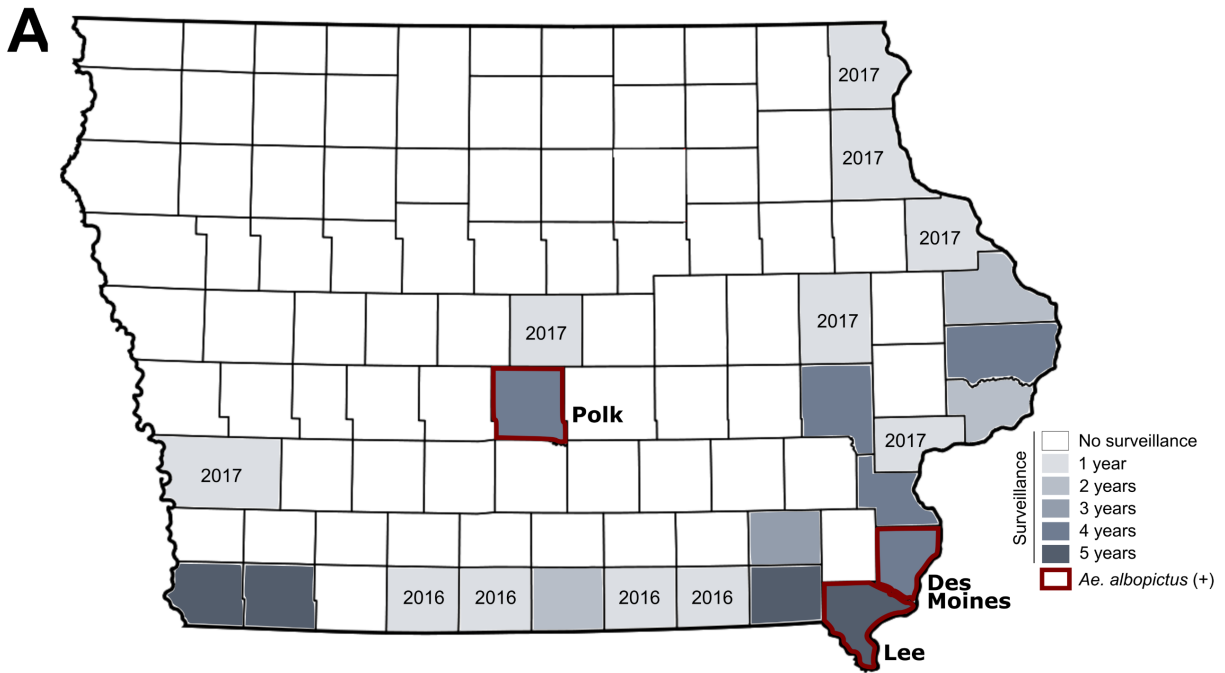 A
2017
2017
2017
2017
2017
Polk
2017
2017
2016
2016
2016
2016
Des
Moines
Lee
Surveillance
No surveillance
1 year
2 years
3 years
4 years
5 years
Ae. albopictus (+)